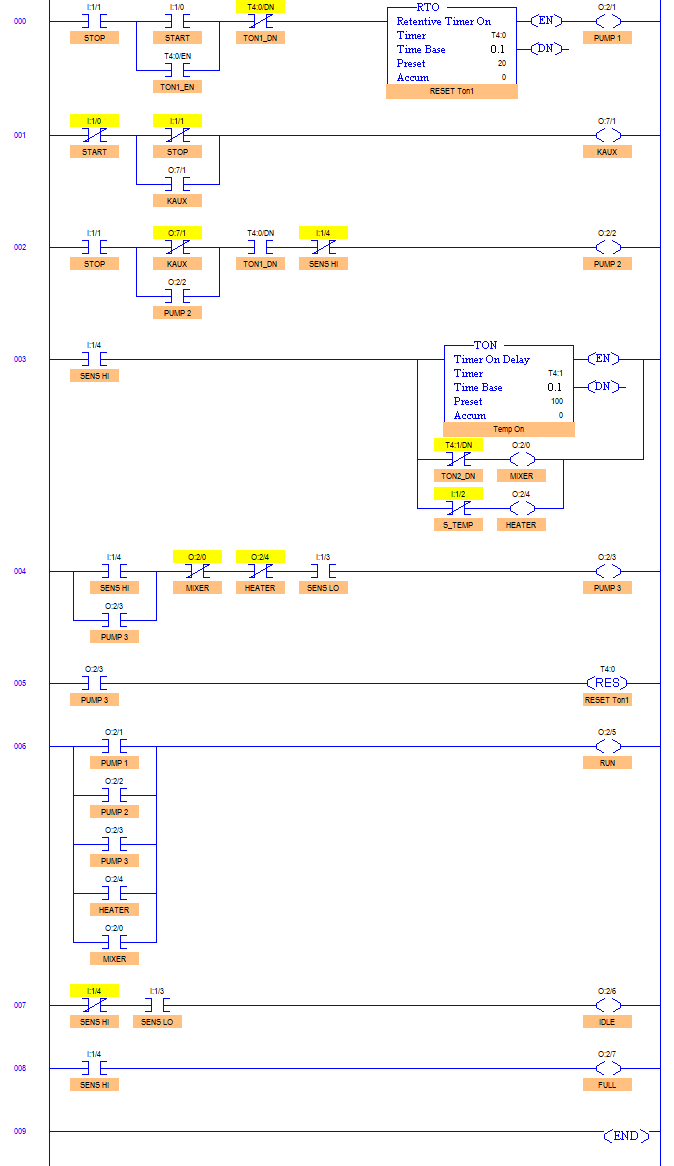 000
I:1/1
STOP
I:1/0
START
T4:0/EN
TON1_EN
T4:0/DN
TON1_DN
RTO
Retentive Timer On
Timer T4:0
Time Base 0.1
Preset 20
Accum 0
RESET Ton1
EN
DN
O:2/1
PUMP 1
001
I:1/0
START
I:1/1
STOP
O:7/1
KAUX
O:7/1
KAUX
002
I:1/1
STOP
O:7/1
KAUX
O:2/2
PUMP 2
T4:0/DN
TON1_DN
I:1/4
SENS HI
O:2/2
PUMP 2
003
I:1/4
SENS HI
TON
Timer On Delay
Timer T4:1
Time Base 0.1
Preset 100
Accum 0
Temp On
EN
DN
T4:1/DN
TON2_DN
O:2/0
MIXER
I:1/2
S_TEMP
O:2/4
HEATER
004
I:1/4
SENS HI
O:2/3
PUMP 3
O:2/0
MIXER
O:2/4
HEATER
I:1/3
SENS LO
O:2/3
PUMP 3
005
O:2/3
PUMP 3
T4:0
RES
RESET Ton1
006
O:2/1
PUMP 1
O:2/2
PUMP 2
O:2/3
PUMP 3
O:2/4
HEATER
O:2/0
MIXER
O:2/5
RUN
007
I:1/4
SENS HI
I:1/3
SENS LO
O:2/6
IDLE
008
I:1/4
SENS HI
O:2/7
FULL
009
END